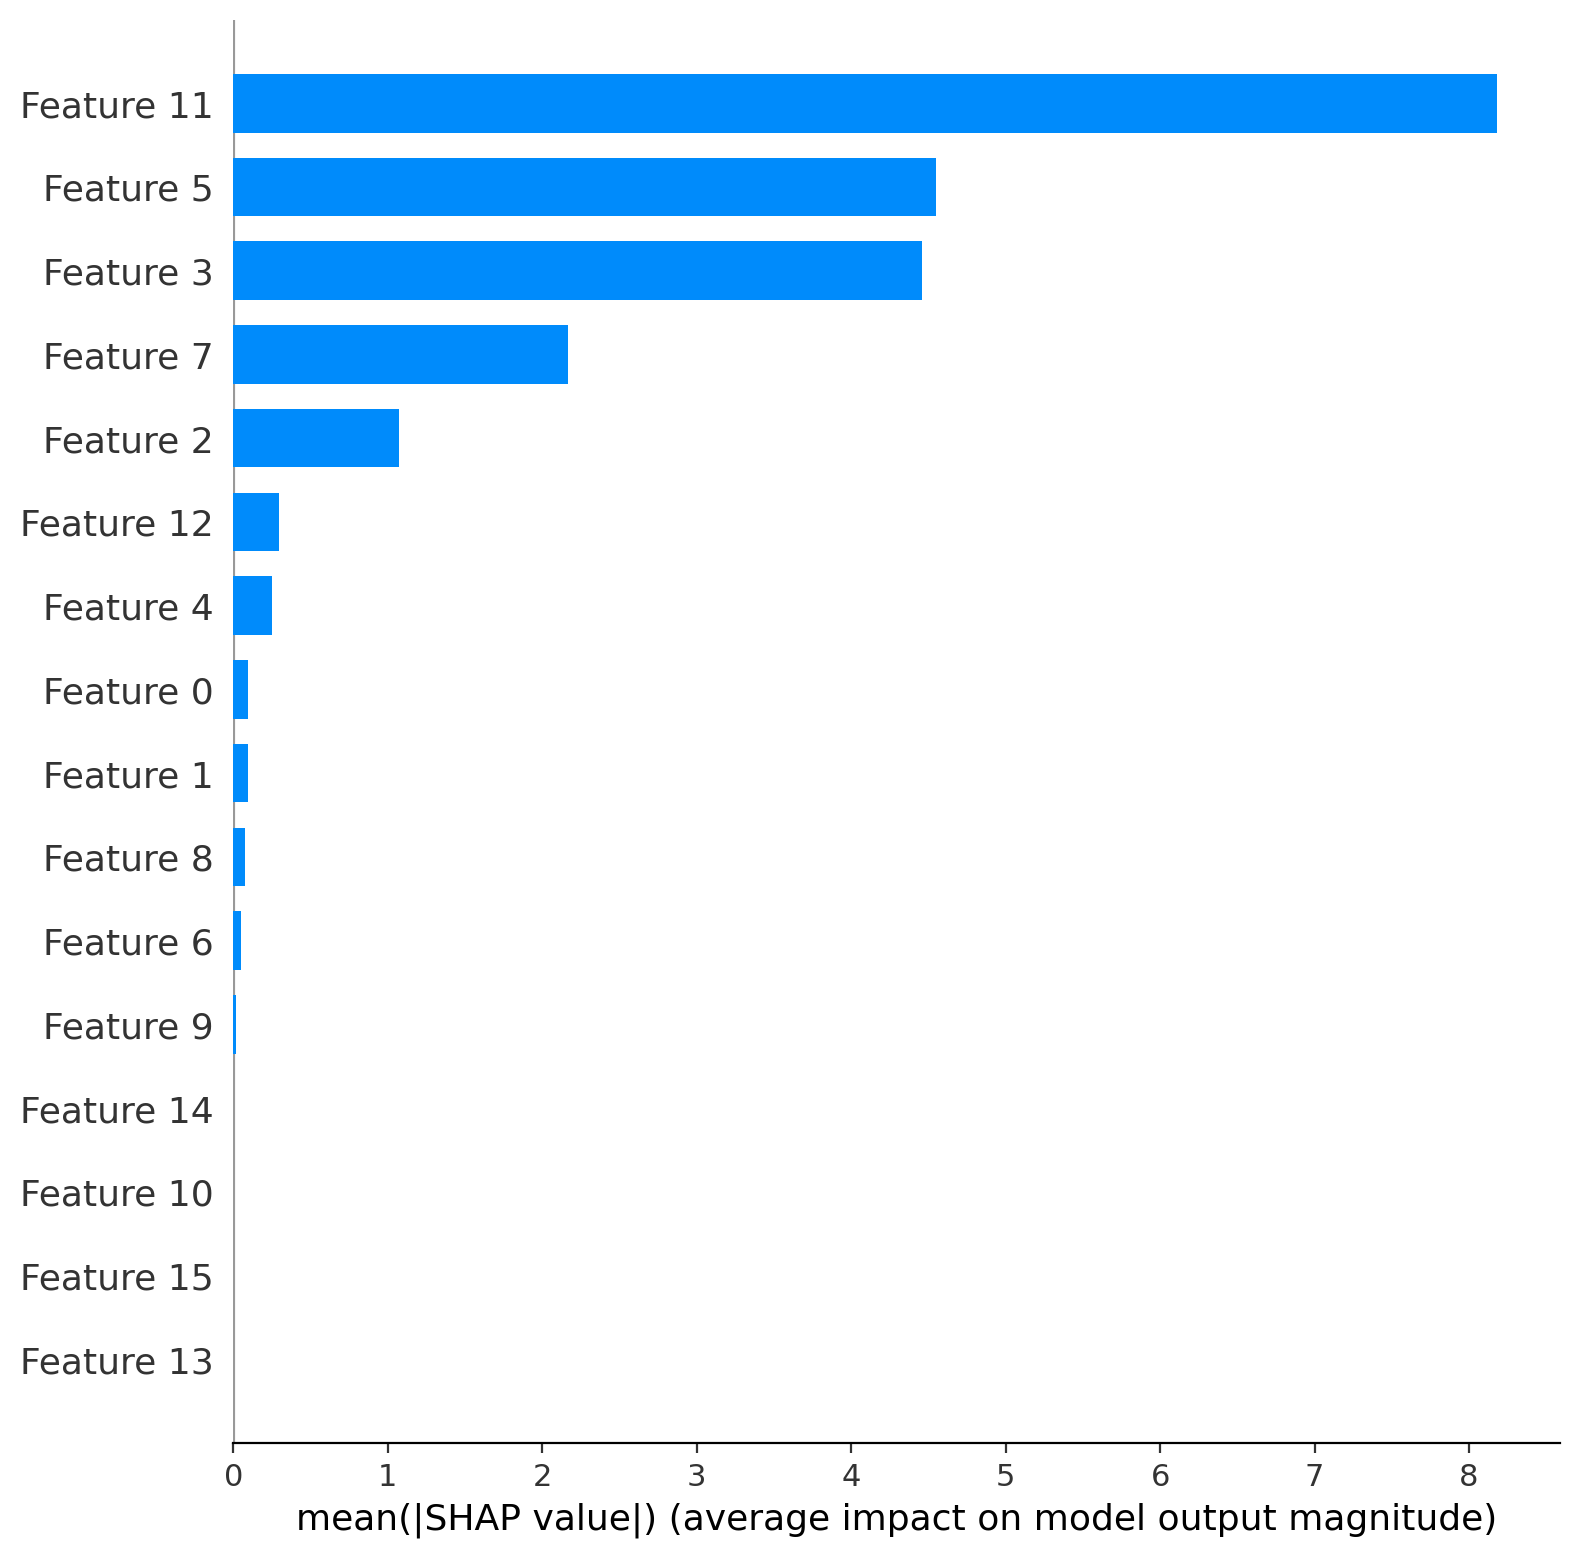 Feature 11
Feature 5
Feature 3
Feature 7
Feature 2
Feature 12
Feature 4
Feature 0
Feature 1
Feature 8
Feature 6
Feature 9
Feature 14
Feature 10
Feature 15
Feature 13
0 1 2 3 4 5 6 7 8
mean(|SHAP value|) (average impact on model output magnitude)